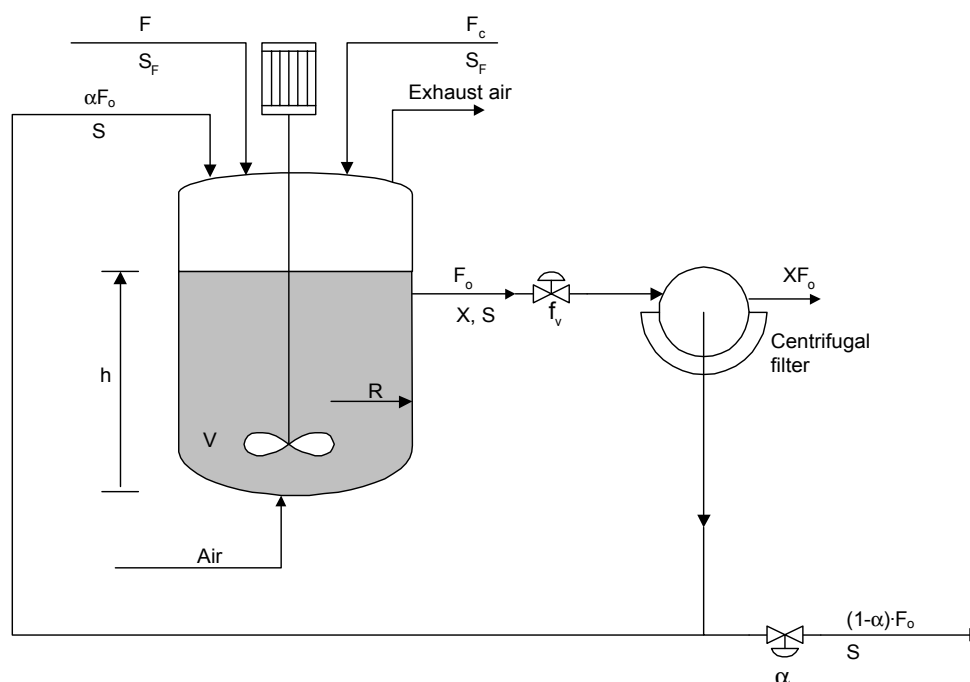 F
S_F
F_c
S_F
αF_o
S
Exhaust air
F_o
X, S
f_v
XF_o
Centrifugal
filter
h
R
V
Air
(1-α)·F_o
S
α